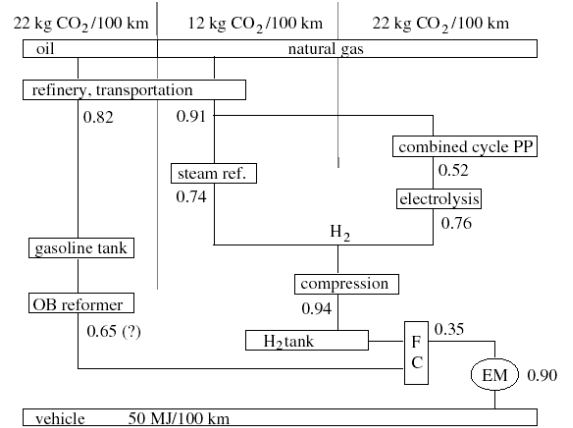 22 kg CO2/100 km 12 kg CO2/100 km 22 kg CO2/100 km
oil natural gas
refinery, transportation
0.82 0.91
combined cycle PP
0.52
steam ref.
0.74
electrolysis
0.76
H2
gasoline tank
compression
0.94
OB reformer
0.65 (?)
H2tank
F
C
0.35
EM 0.90
vehicle 50 MJ/100 km